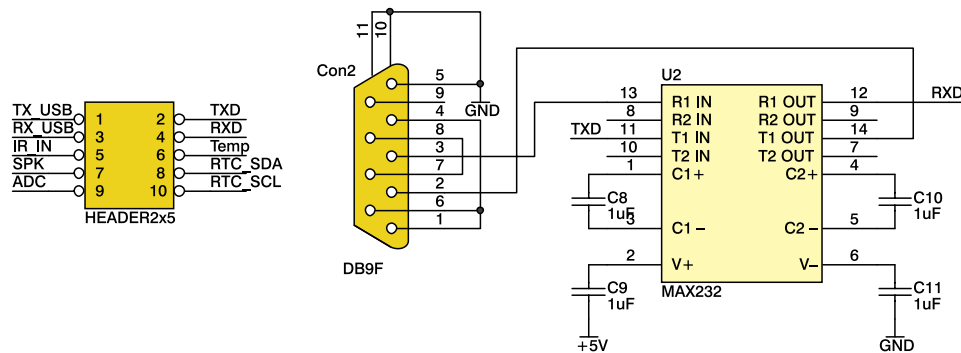 TX_USB 1 2 TXD
RX_USB 3 4 RXD
IR_IN 5 6 Temp
SPK 7 8 RTC_SDA
ADC 9 10 RTC_SCL
HEADER2x5
11 10
Con2
5
9
4
8
3
7
2
6
1
GND
DB9F
U2
13 R1 IN R1 OUT 12 RXD
8 R2 IN R2 OUT 9
TXD 11 T1 IN T1 OUT 14
10 T2 IN T2 OUT 7
1 C1+ C2+ 4
C8
1uF
C10
1uF
3 C1- C2- 5
2 V+ V- 6
MAX232
C9
1uF
C11
1uF
+5V
GND